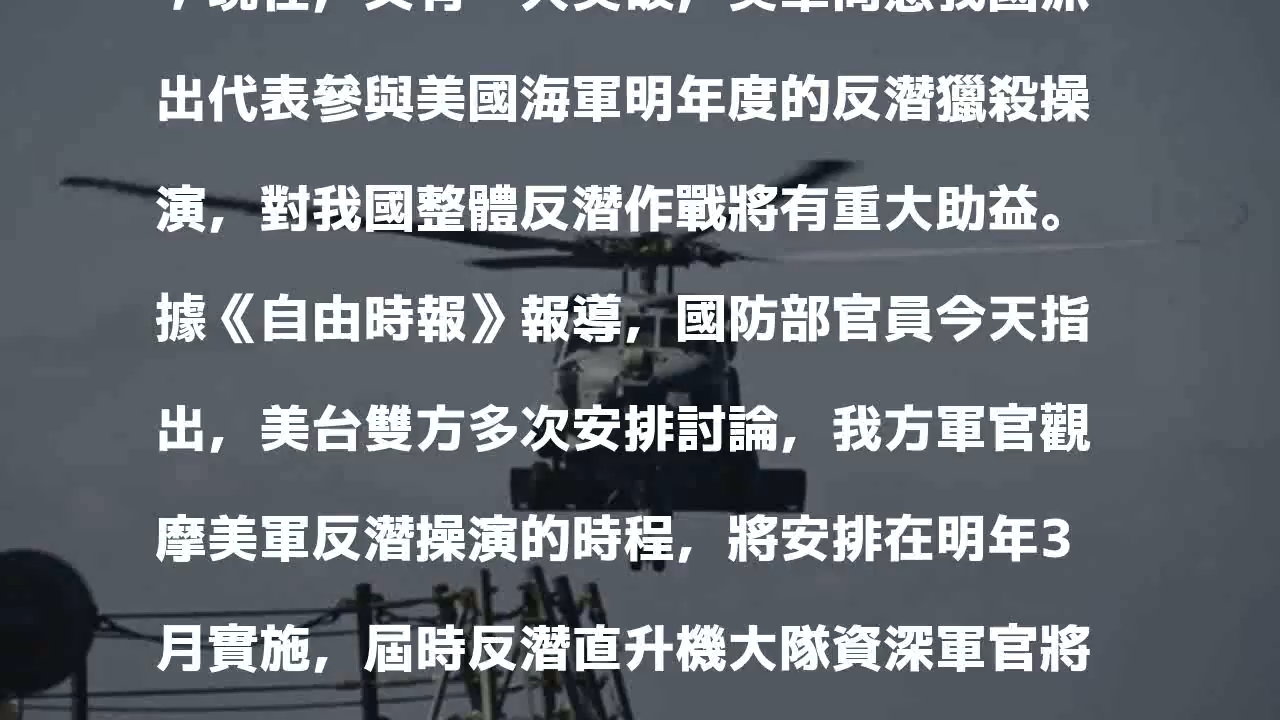 出代表參與美國海軍明年度的反潛獵殺操
演，對我國整體反潛作戰將有重大助益。
據《自由時報》報導，國防部官員今天指
出，美台雙方多次安排討論，我方軍官觀
摩美軍反潛操演的時程，將安排在明年3
月實施，屆時反潛直升機大隊資深軍官將